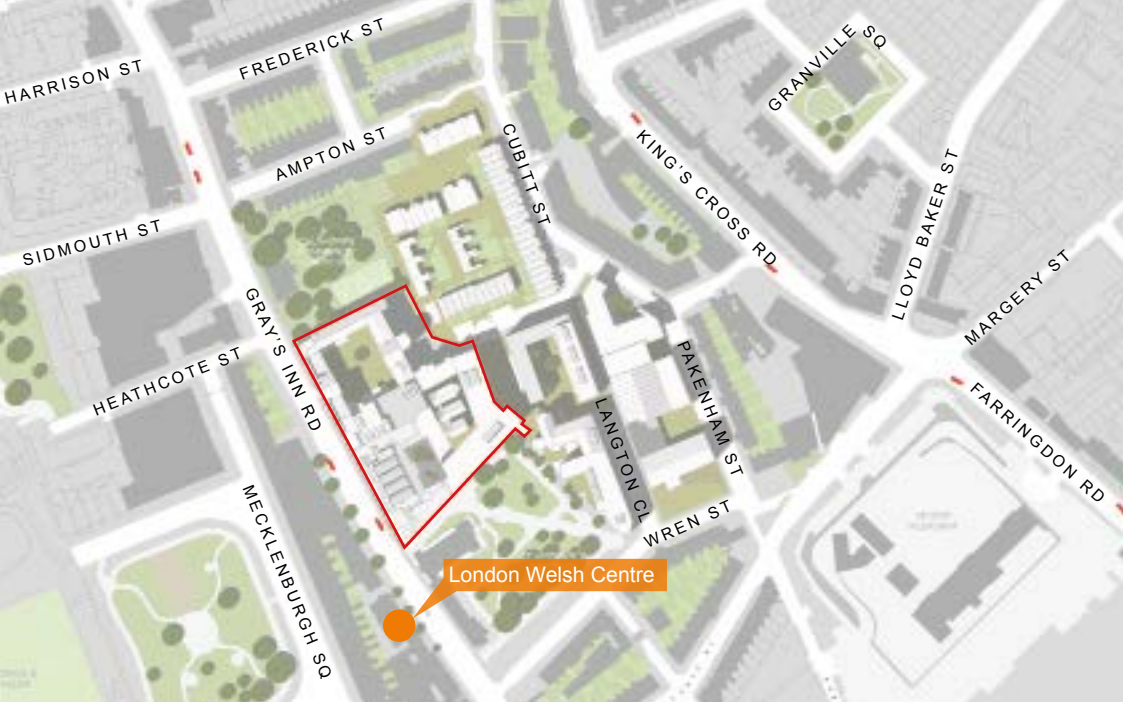 HARRISON ST
FREDERICK ST
GRANVILLE SQ
AMPTON ST
CUBITT ST
KING'S CROSS RD
LLOYD BAKER ST
SIDMOUTH ST
MARGERY ST
GRAY'S INN RD
HEATHCOTE ST
PAKENHAM ST
LANGTON CL
FARRINGDON RD
MECKLENBURGH SQ
WREN ST
London Welsh Centre